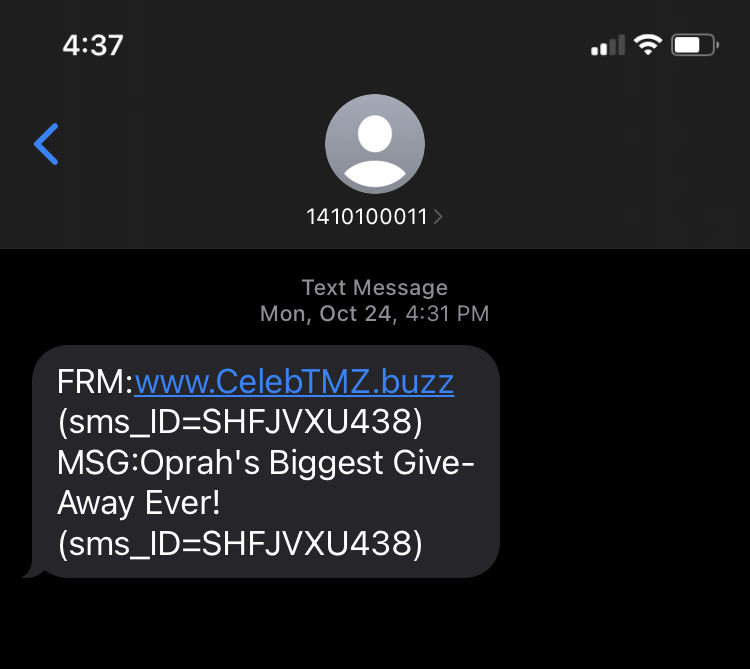 4:37
1410100011
Text Message
Mon, Oct 24, 4:31 PM
FRM:www.CelebTMZ.buzz
(sms_ID=SHFJVXU438)
MSG:Oprah's Biggest Give-
Away Ever!
(sms_ID=SHFJVXU438)